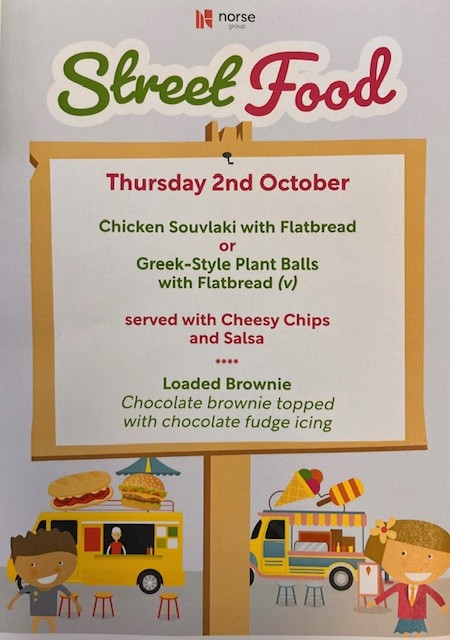 norse
group
Street Food
Thursday 2nd October
Chicken Souvlaki with Flatbread
or
Greek-Style Plant Balls
with Flatbread (v)
served with Cheesy Chips
and Salsa
****
Loaded Brownie
Chocolate brownie topped
with chocolate fudge icing